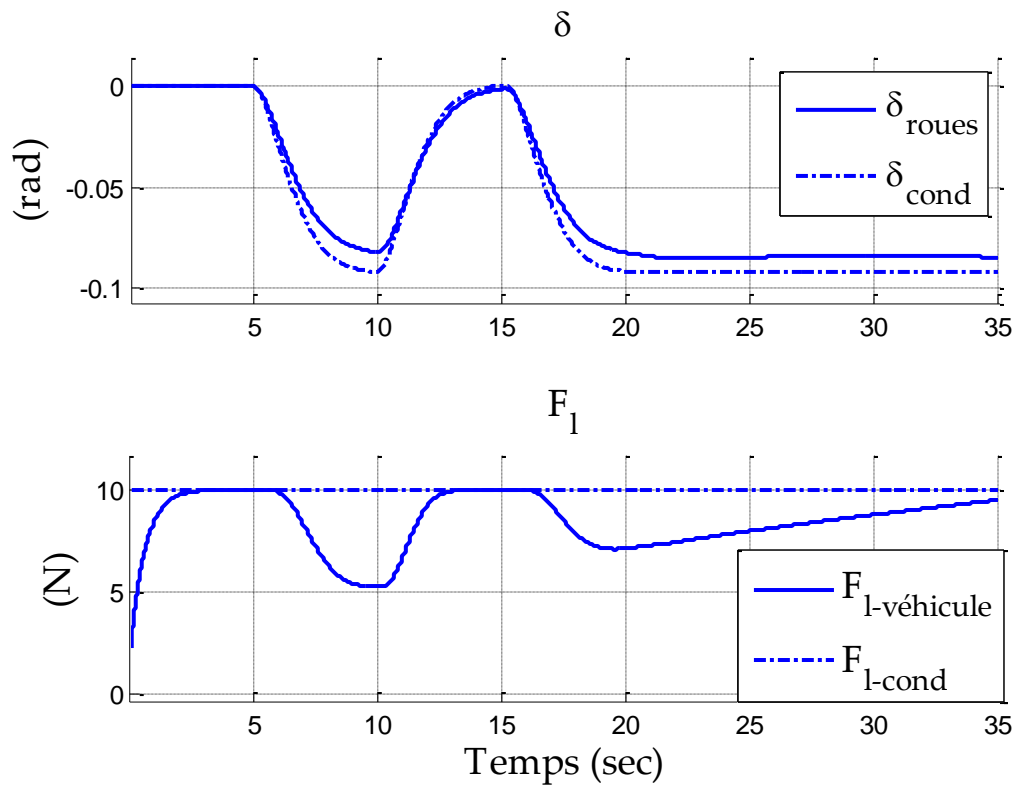 δ
0
-0.05
-0.1
(rad)
δroues
δcond
5 10 15 20 25 30 35
Fl
10
5
0
(N)
Fl-véhicule
Fl-cond
5 10 15 20 25 30 35
Temps (sec)